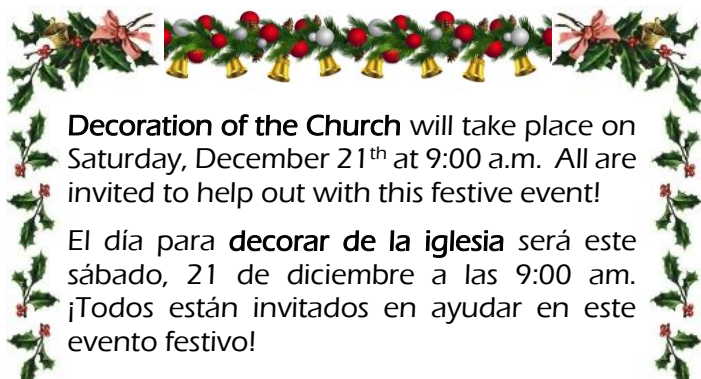 Decoration of the Church will take place on
Saturday, December 21th at 9:00 a.m. All are
invited to help out with this festive event!
El día para decorar de la iglesia será este
sábado, 21 de diciembre a las 9:00 am.
¡Todos están invitados en ayudar en este
evento festivo!